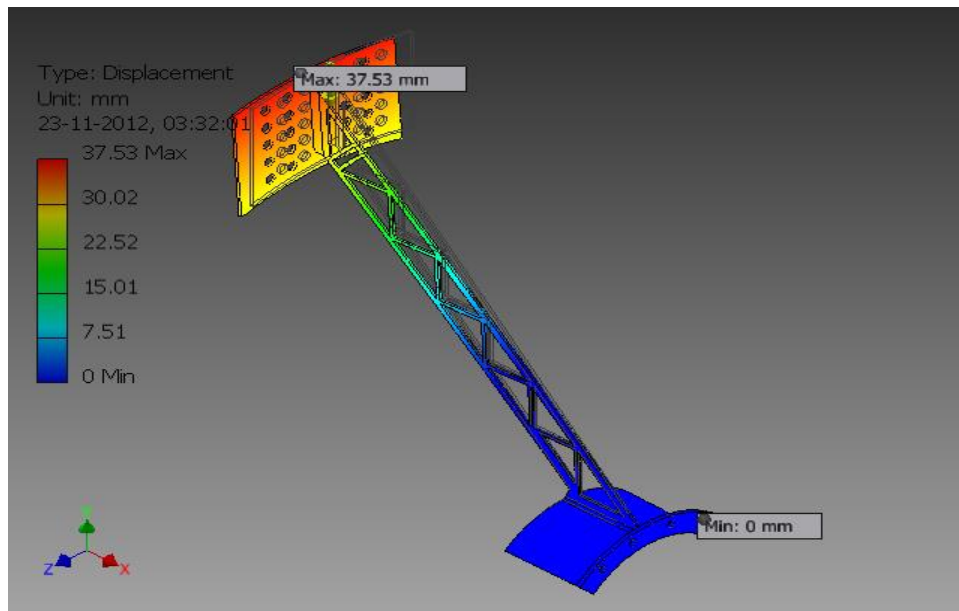 Type: Displacement
Unit: mm
23-11-2012, 03:32:01
37.53 Max
30.02
22.52
15.01
7.51
0 Min
Max: 37.53 mm
Min: 0 mm
Y
Z
X